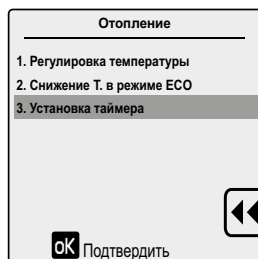 Отопление
1. Регулировка температуры
2. Снижение Т. в режиме ECO
3. Установка таймера
oK Подтвердить